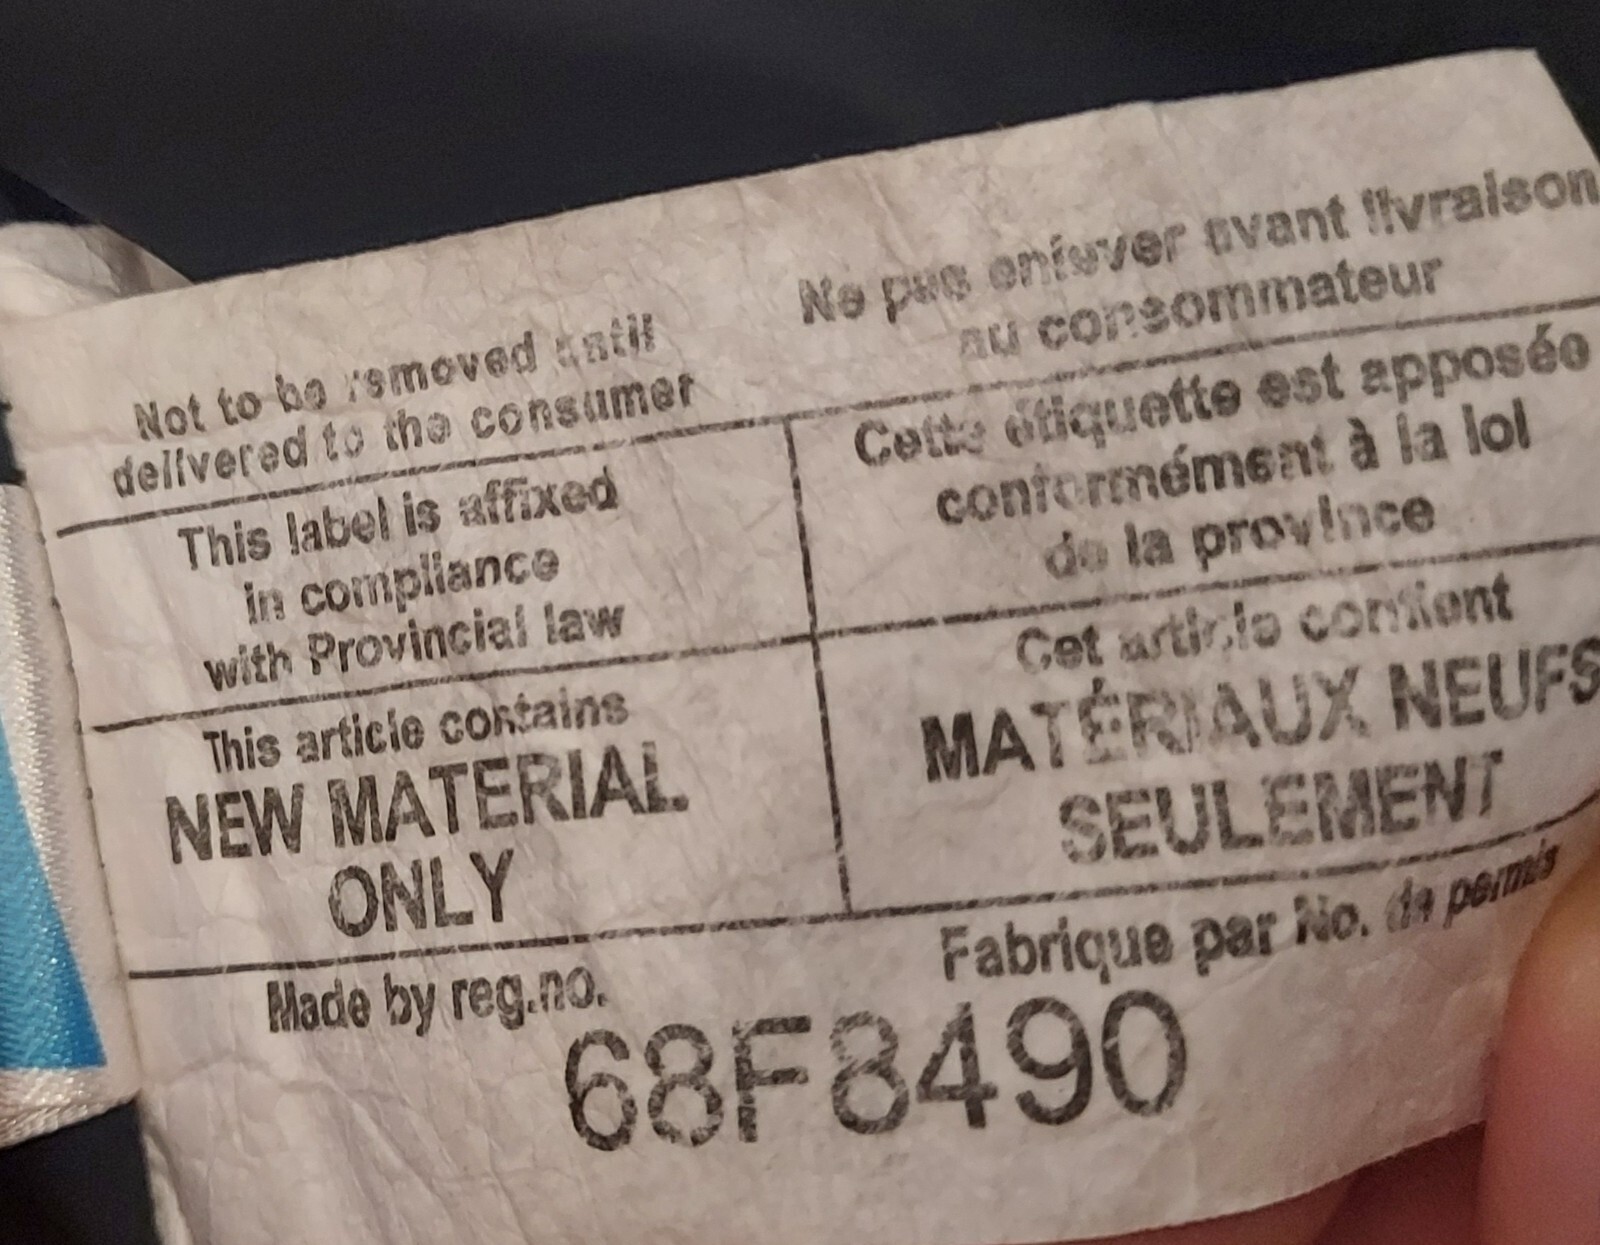 Not to be removed until
delivered to the consumer
Ne pas enlever avant livraison
au consommateur
This label is affixed
in compliance
with Provincial law
Cette étiquette est apposée
conformément à la loi
de la province
This article contains
NEW MATERIAL
ONLY
Cet article contient
MATÉRIAUX NEUFS
SEULEMENT
Made by reg.no.
Fabrique par No. de permis
68F8490